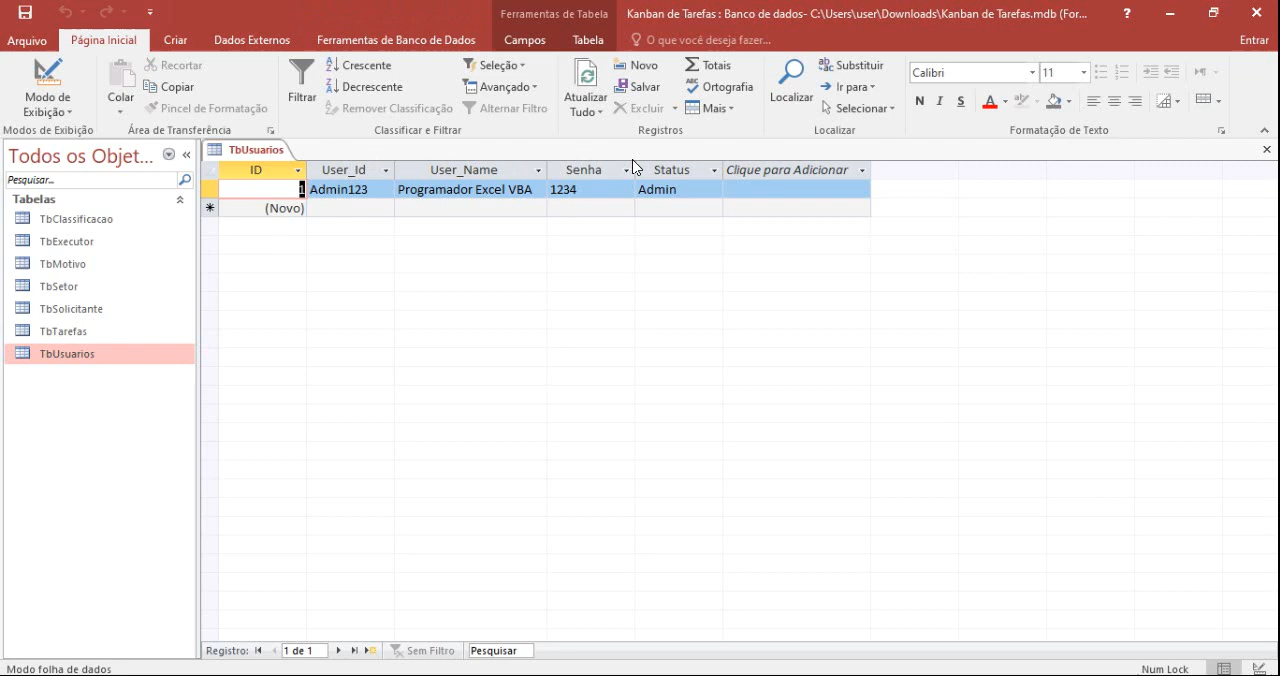 Ferramentas de Tabela
Kanban de Tarefas : Banco de dados- C:\Users\user\Downloads\Kanban de Tarefas.mdb (For...
?
Arquivo
Página Inicial
Criar
Dados Externos
Ferramentas de Banco de Dados
Campos
Tabela
O que você deseja fazer...
Entrar
Modo de
Exibição
Modos de Exibição
Colar
Recortar
Copiar
Pincel de Formatação
Área de Transferência
Filtrar
Crescente
Decrescente
Remover Classificação
Seleção
Avançado
Alternar Filtro
Classificar e Filtrar
Atualizar
Tudo
Novo
Salvar
Excluir
Totais
Ortografia
Mais
Registros
Localizar
Substituir
Ir para
Selecionar
Localizar
Calibri
11
N I S A
Formatação de Texto
Todos os Objet...
Pesquisar...
Tabelas
TbClassificacao
TbExecutor
TbMotivo
TbSetor
TbSolicitante
TbTarefas
TbUsuarios
TbUsuarios
ID User_Id User_Name Senha Status Clique para Adicionar
1 Admin123 Programador Excel VBA 1234 Admin
* (Novo)
Registro: 1 de 1 Sem Filtro Pesquisar
Modo folha de dados
Num Lock